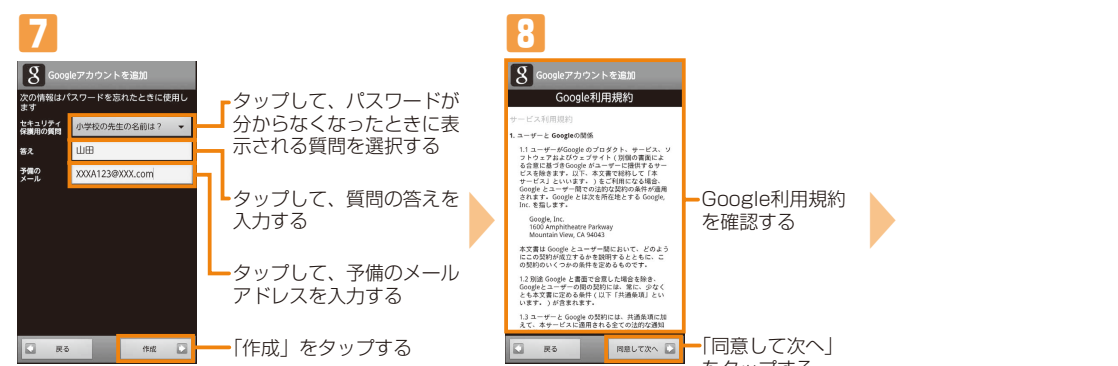 7
Googleアカウントを追加
次の情報はパスワードを忘れたときに使用し
ます
セキュリティ
保護用の質問
小学校の先生の名前は？
答え
山田
予備の
メール
XXXA123@XXX.com
戻る
作成
タップして、パスワードが
分からなくなったときに表
示される質問を選択する
タップして、質問の答えを
入力する
タップして、予備のメール
アドレスを入力する
「作成」をタップする
8
Googleアカウントを追加
Google利用規約
サービス利用規約
1. ユーザーと Googleの関係
1.1 ユーザーがGoogle のプロダクト、サービス、ソ
フトウェアおよびウェブサイト ( 別個の書面によ
る合意に基づきGoogle がユーザーに提供するサー
ビスを除きます。以下、本文書で総称して「本
サービス」といいます。) をご利用になる場合、
Google とユーザー間での法的な契約の条件が適用
されます。Google とは次を所在地とする Google,
Inc. を指します。
Google, Inc.
1600 Amphitheatre Parkway
Mountain View, CA 94043
本文書は Google とユーザー間において、どのよう
にこの契約が成立するかを説明するとともに、こ
の契約のいくつかの条件を定めるものです。
1.2 別途 Google と書面で合意した場合を除き、
Googleとユーザーの間の契約には、常に、少なく
とも本文書に定める条件 ( 以下「共通条項」とい
います。) が含まれます。
1.3 ユーザーと Google の契約には、共通条項に加
えて、本サービスに適用される全ての法的な通知
戻る
同意して次へ
Google利用規約
を確認する
「同意して次へ」
をタップする